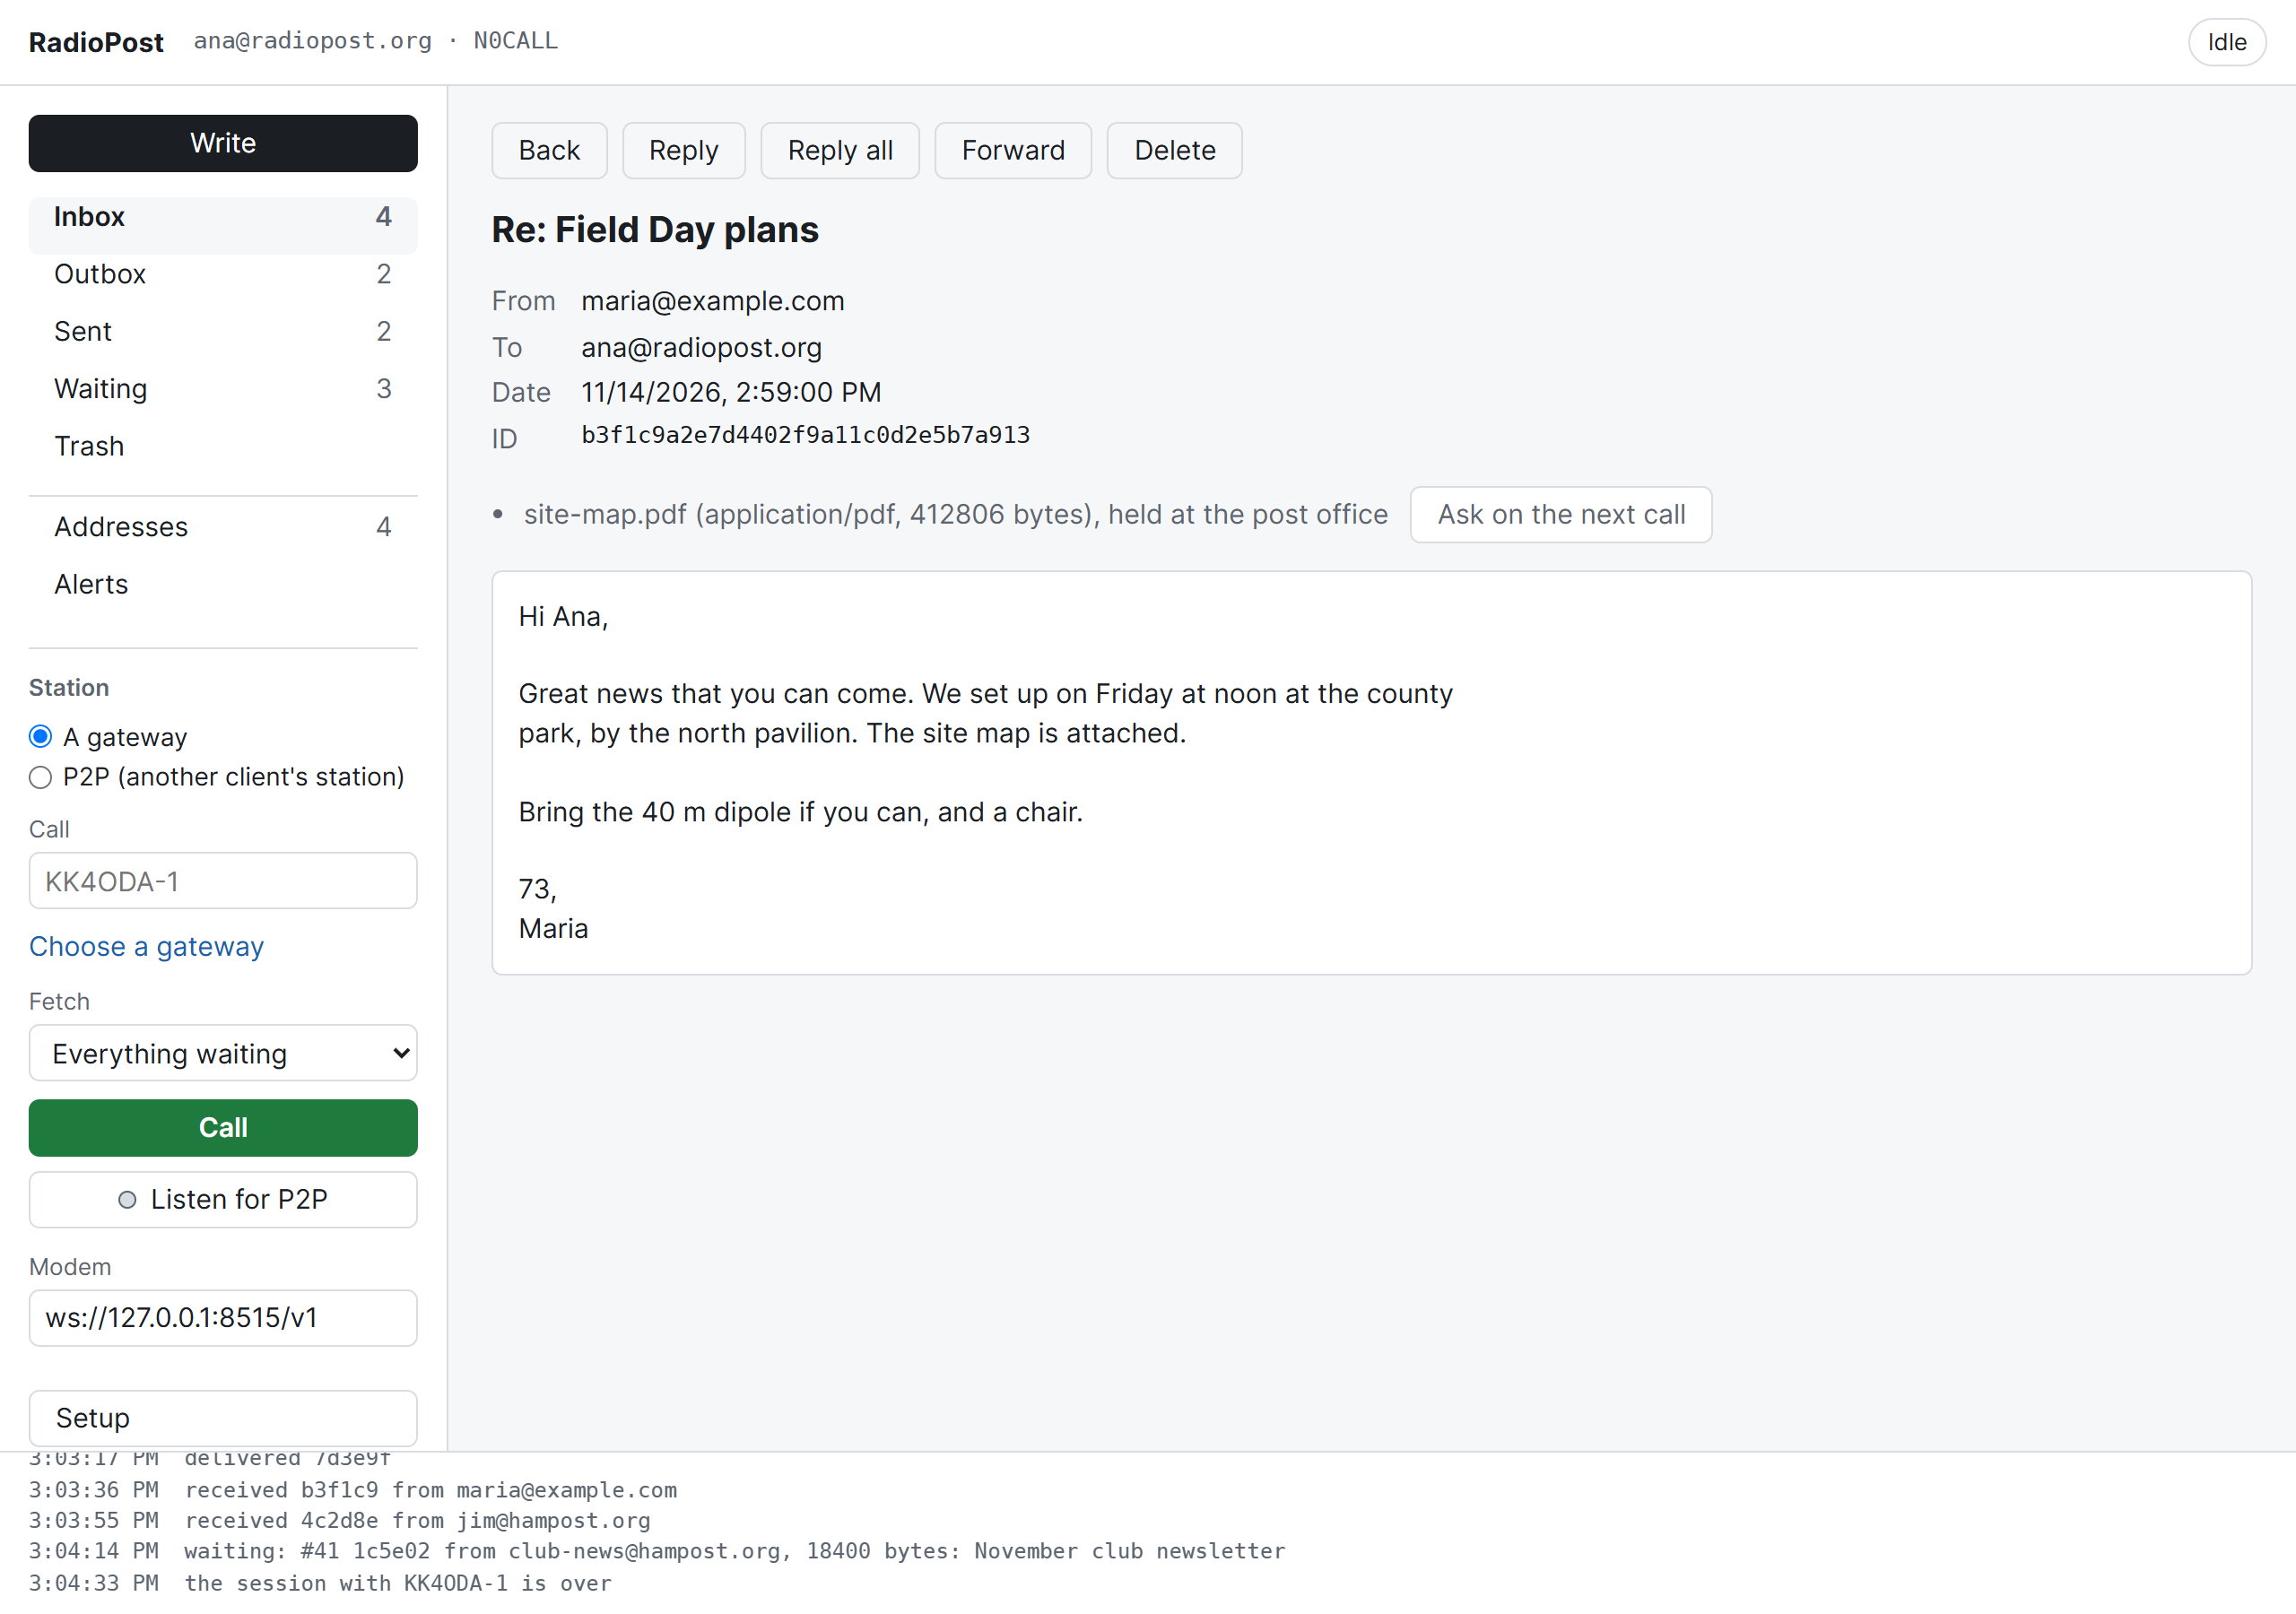 RadioPost ana@radiopost.org · N0CALL Idle
Write
Inbox 4
Outbox 2
Sent 2
Waiting 3
Trash
Addresses 4
Alerts
Station
A gateway
P2P (another client's station)
Call
KK4ODA-1
Choose a gateway
Fetch
Everything waiting
Call
Listen for P2P
Modem
ws://127.0.0.1:8515/v1
Setup
Back Reply Reply all Forward Delete
Re: Field Day plans
From maria@example.com
To ana@radiopost.org
Date 11/14/2026, 2:59:00 PM
ID b3f1c9a2e7d4402f9a11c0d2e5b7a913
• site-map.pdf (application/pdf, 412806 bytes), held at the post office Ask on the next call
Hi Ana,
Great news that you can come. We set up on Friday at noon at the county
park, by the north pavilion. The site map is attached.
Bring the 40 m dipole if you can, and a chair.
73,
Maria
3:03:17 PM delivered 7d3e9f
3:03:36 PM received b3f1c9 from maria@example.com
3:03:55 PM received 4c2d8e from jim@hampost.org
3:04:14 PM waiting: #41 1c5e02 from club-news@hampost.org, 18400 bytes: November club newsletter
3:04:33 PM the session with KK4ODA-1 is over